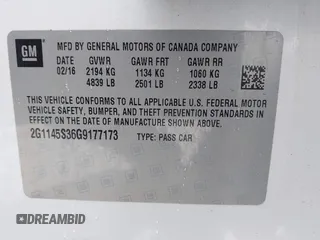 GM
MFD BY GENERAL MOTORS OF CANADA COMPANY
DATE GVWR GAWR FRT GAWR RR
02/16 2194 KG 1134 KG 1060 KG
4839 LB 2501 LB 2338 LB
THIS VEHICLE CONFORMS TO ALL APPLICABLE U.S. FEDERAL MOTOR
VEHICLE SAFETY, BUMPER, AND THEFT PREVENTION STANDARDS IN
EFFECT ON THE DATE OF MANUFACTURE SHOWN ABOVE.
2G1145S36G9177173 TYPE: PASS CAR
bidfind